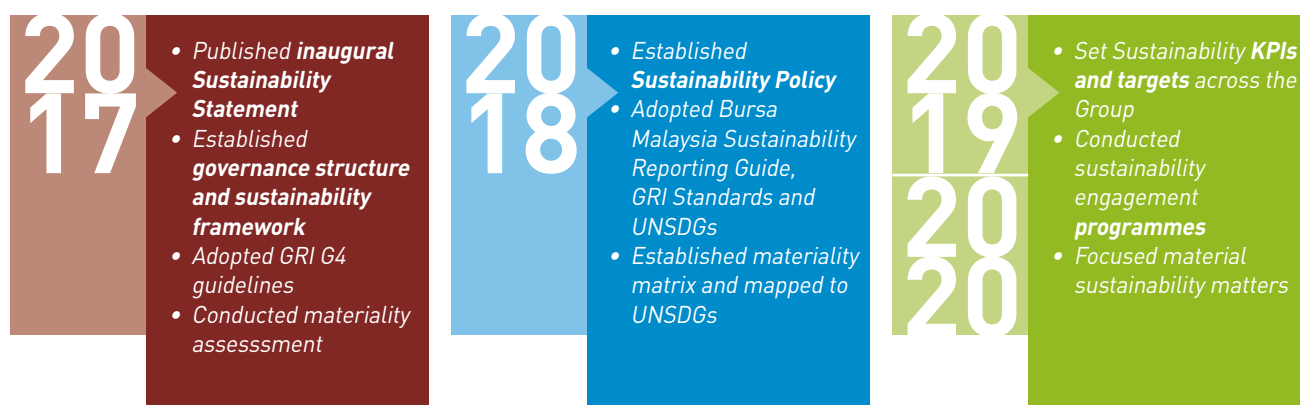 20
17
• Published inaugural
Sustainability
Statement
• Established
governance structure
and sustainability
framework
• Adopted GRI G4
guidelines
• Conducted materiality
assesssment
20
18
• Established
Sustainability Policy
• Adopted Bursa
Malaysia Sustainability
Reporting Guide,
GRI Standards and
UNSDGs
• Established materiality
matrix and mapped to
UNSDGs
20
19
20
20
• Set Sustainability KPIs
and targets across the
Group
• Conducted
sustainability
engagement
programmes
• Focused material
sustainability matters